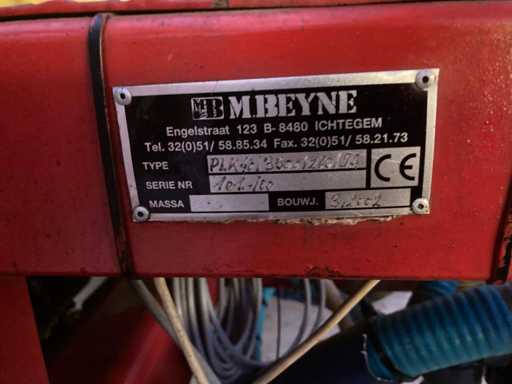 MB M.BEYNE
Engelstraat 123 B-8480 ICHTEGEM
Tel. 32(0)51/ 58.85.34 Fax. 32(0)51/ 58.21.73
TYPE
SERIE NR
CE
MASSA BOUWJ.